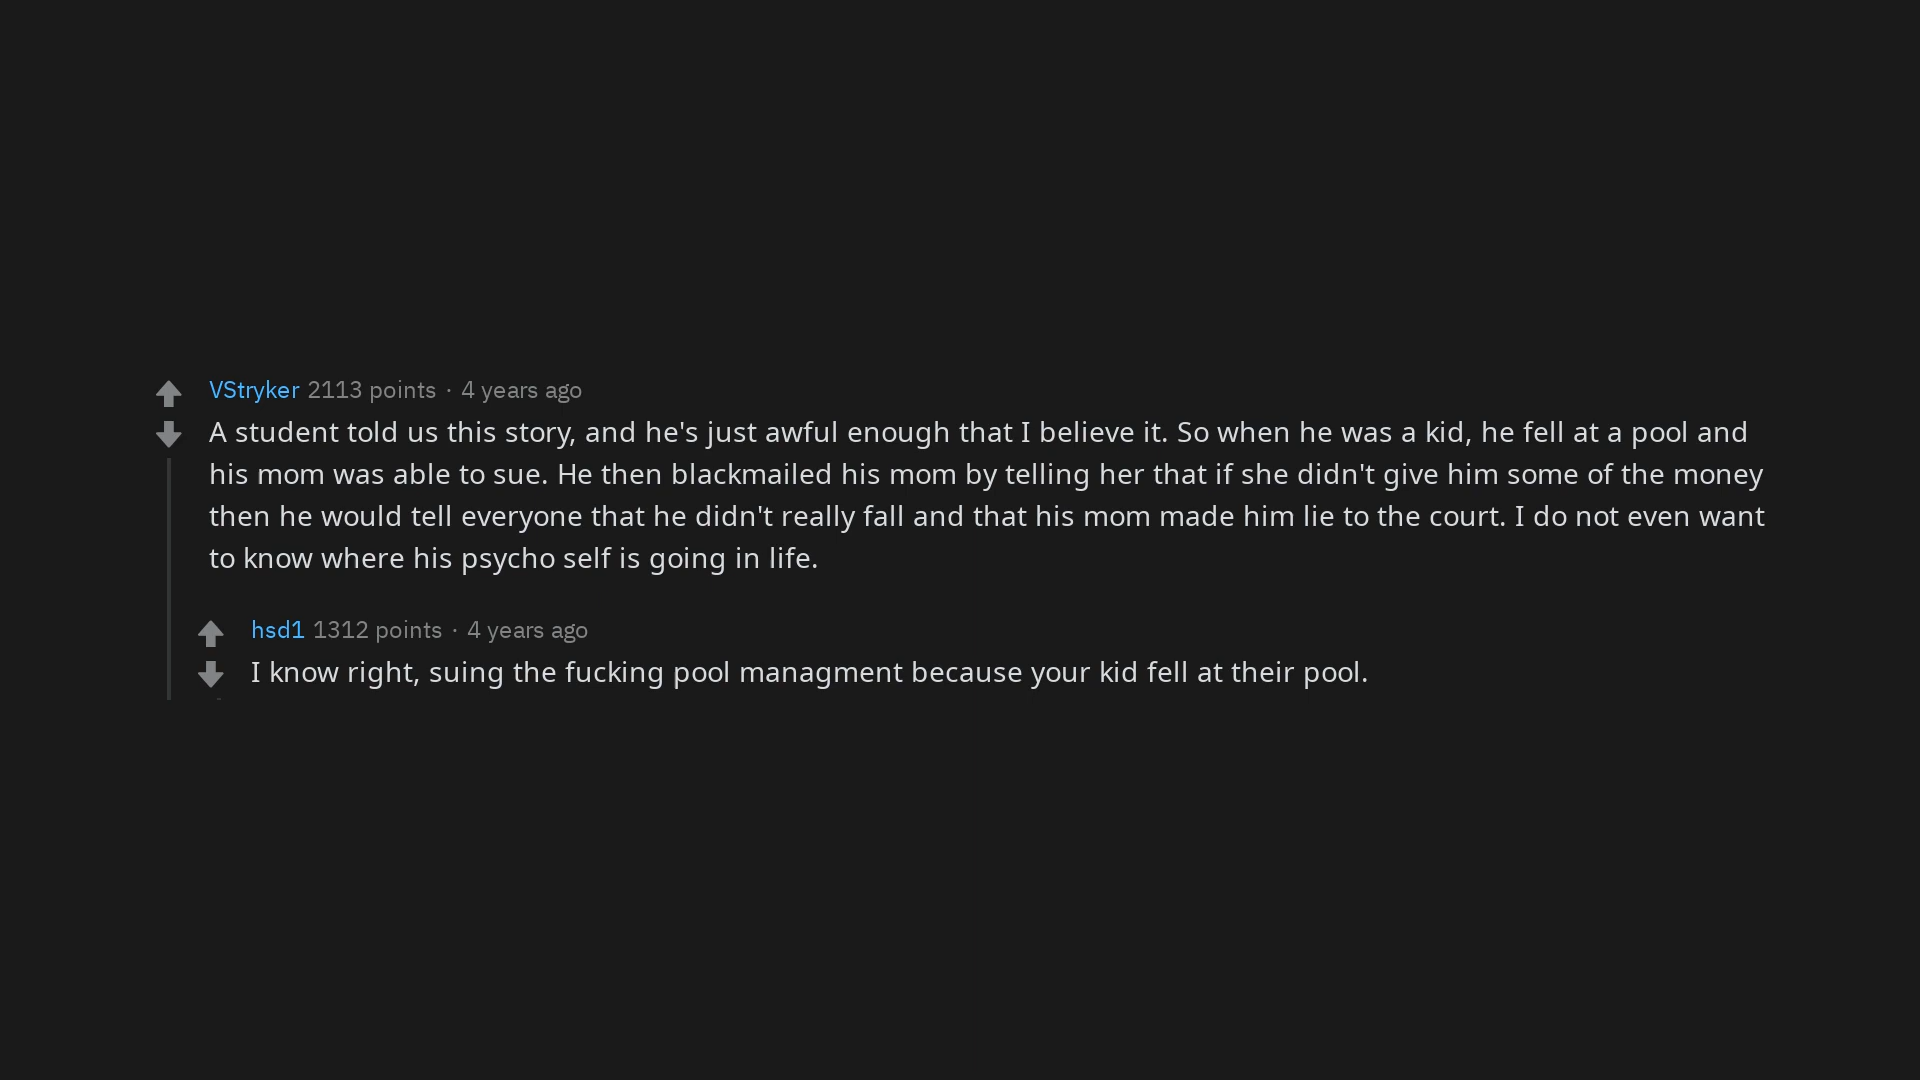 VStryker 2113 points · 4 years ago
A student told us this story, and he's just awful enough that I believe it. So when he was a kid, he fell at a pool and
his mom was able to sue. He then blackmailed his mom by telling her that if she didn't give him some of the money
then he would tell everyone that he didn't really fall and that his mom made him lie to the court. I do not even want
to know where his psycho self is going in life.
hsd1 1312 points · 4 years ago
I know right, suing the fucking pool managment because your kid fell at their pool.